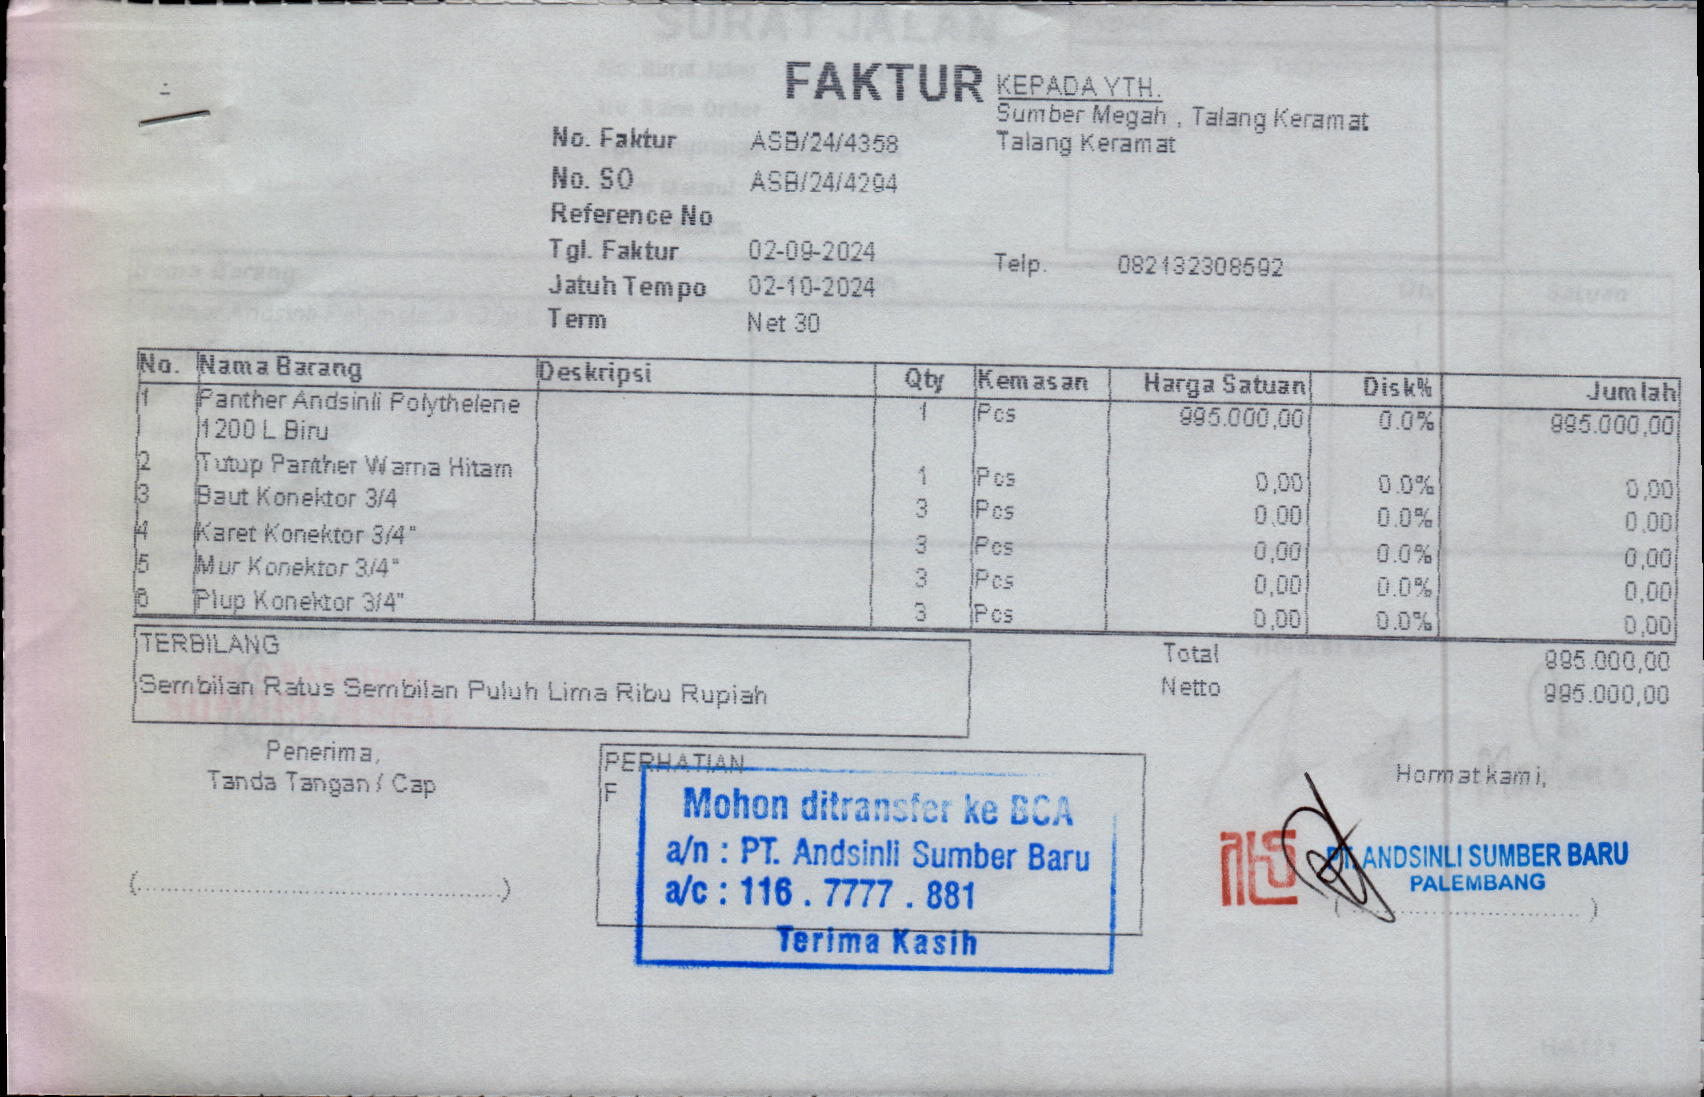 FAKTUR
KEPADA YTH.
Sumber Megah , Talang Keramat
Talang Keramat
No. Faktur ASB/24/4358
No. SO ASB/24/4294
Reference No
Tgl. Faktur 02-09-2024
Telp. 082132308592
Jatuh Tempo 02-10-2024
Term Net 30
No. Nama Barang Deskripsi Qty Kemasan Harga Satuan Disk% Jumlah
1 Panther Andsinli Polythelene 1 Pcs 995.000,00 0.0% 995.000,00
1200 L Biru
2 Tutup Panther Warna Hitam 1 Pcs 0,00 0.0% 0,00
3 Baut Konektor 3/4 3 Pcs 0,00 0.0% 0,00
4 Karet Konektor 3/4" 3 Pcs 0,00 0.0% 0,00
5 Mur Konektor 3/4" 3 Pcs 0,00 0.0% 0,00
6 Plup Konektor 3/4" 3 Pcs 0,00 0.0% 0,00
TERBILANG
Sembilan Ratus Sembilan Puluh Lima Ribu Rupiah
Total 995.000,00
Netto 995.000,00
Penerima,
Tanda Tangan / Cap
(....................................................)
PERHATIAN
F
Mohon ditransfer ke BCA
a/n : PT. Andsinli Sumber Baru
a/c : 116 . 7777 . 881
Terima Kasih
Hormat kami,
PT. ANDSINLI SUMBER BARU
PALEMBANG
(....................................)